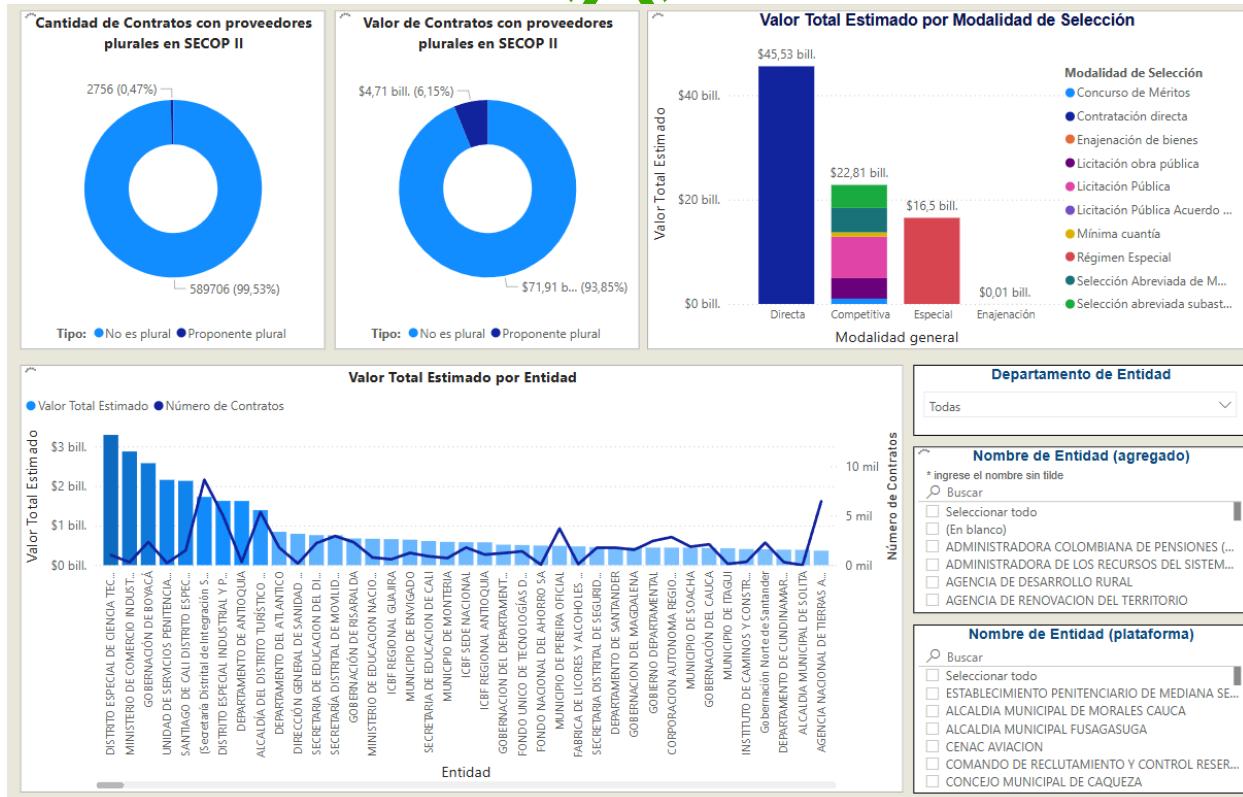 Cantidad de Contratos con proveedores
plurales en SECOP II
2756 (0,47%)
589706 (99,53%)
Tipo: No es plural Proponente plural
Valor de Contratos con proveedores
plurales en SECOP II
$4,71 bill. (6,15%)
$71,91 b... (93,85%)
Tipo: No es plural Proponente plural
Valor Total Estimado por Modalidad de Selección
Valor Total Estimado
$40 bill.
$20 bill.
$0 bill.
$45,53 bill.
$22,81 bill.
$16,5 bill.
$0,01 bill.
Directa
Competitiva
Especial
Enajenación
Modalidad general
Modalidad de Selección
Concurso de Méritos
Contratación directa
Enajenación de bienes
Licitación obra pública
Licitación Pública
Licitación Pública Acuerdo ...
Mínima cuantía
Régimen Especial
Selección Abreviada de M...
Selección abreviada subast...
Valor Total Estimado por Entidad
Valor Total Estimado Número de Contratos
Valor Total Estimado
$3 bill.
$2 bill.
$1 bill.
$0 bill.
10 mil
5 mil
0 mil
Número de Contratos
DISTRITO ESPECIAL DE CIENCIA TEC...
MINISTERIO DE COMERCIO INDUST...
GOBERNACIÓN DE BOYACÁ
UNIDAD DE SERVICIOS PENITENCIA...
SANTIAGO DE CALI DISTRITO ESPEC...
(Secretaría Distrital de Integración S...
DISTRITO ESPECIAL INDUSTRIAL Y P...
DEPARTAMENTO DE ANTIOQUIA
ALCALDÍA DEL DISTRITO TURÍSTICO ...
DEPARTAMENTO DEL ATLANTICO
DIRECCIÓN GENERAL DE SANIDAD ...
SECRETARIA DE EDUCACION DEL DI...
SECRETARÍA DISTRITAL DE MOVILID...
GOBERNACIÓN DE RISARALDA
MINISTERIO DE EDUCACION NACIO...
ICBF REGIONAL GUAJIRA
MUNICIPIO DE ENVIGADO
SECRETARIA DE EDUCACION DE CALI
MUNICIPIO DE MONTERIA
ICBF SEDE NACIONAL
ICBF REGIONAL ANTIOQUIA
GOBERNACION DEL DEPARTAMENT...
FONDO UNICO DE TECNOLOGÍAS D...
FONDO NACIONAL DEL AHORRO SA
MUNICIPIO DE PEREIRA OFICIAL
FABRICA DE LICORES Y ALCOHOLES ...
SECRETARIA DISTRITAL DE SEGURID...
DEPARTAMENTO DE SANTANDER
GOBERNACION DEL MAGDALENA
GOBIERNO DEPARTAMENTAL
CORPORACION AUTONOMA REGIO...
MUNICIPIO DE SOACHA
GOBERNACIÓN DEL CAUCA
MUNICIPIO DE ITAGUI
INSTITUTO DE CAMINOS Y CONSTRU...
Gobernación Norte de Santander
DEPARTAMENTO DE CUNDINAMAR...
ALCALDIA MUNICIPAL DE SOLITA
AGENCIA NACIONAL DE TIERRAS A...
Entidad
Departamento de Entidad
Todas
Nombre de Entidad (agregado)
* ingrese el nombre sin tilde
Buscar
Seleccionar todo
(En blanco)
ADMINISTRADORA COLOMBIANA DE PENSIONES (...
ADMINISTRADORA DE LOS RECURSOS DEL SISTEM...
AGENCIA DE DESARROLLO RURAL
AGENCIA DE RENOVACION DEL TERRITORIO
Nombre de Entidad (plataforma)
Buscar
Seleccionar todo
ESTABLECIMIENTO PENITENCIARIO DE MEDIANA SE...
ALCALDIA MUNICIPAL DE MORALES CAUCA
ALCALDIA MUNICIPAL FUSAGASUGA
CENAC AVIACION
COMANDO DE RECLUTAMIENTO Y CONTROL RESER...
CONCEJO MUNICIPAL DE CAQUEZA